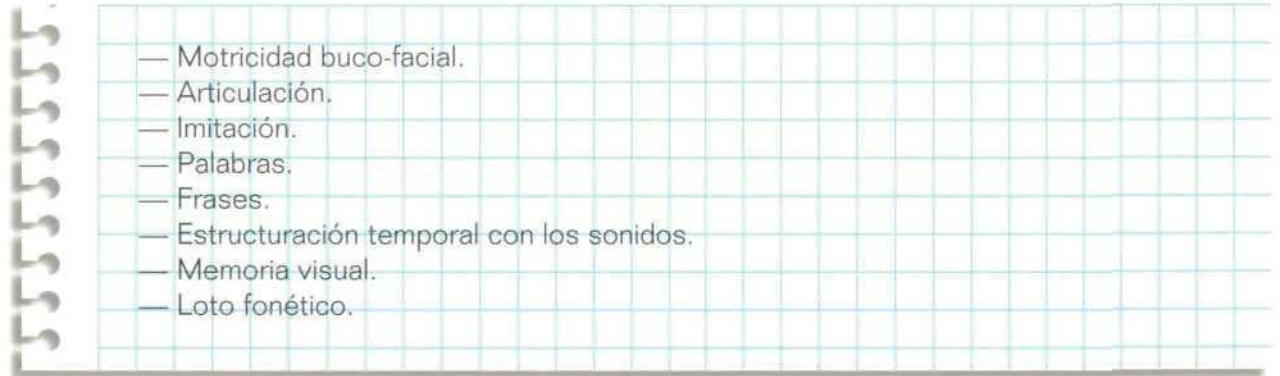 — Motricidad buco-facial.
— Articulación.
— Imitación.
— Palabras.
— Frases.
— Estructuración temporal con los sonidos.
— Memoria visual.
— Loto fonético.